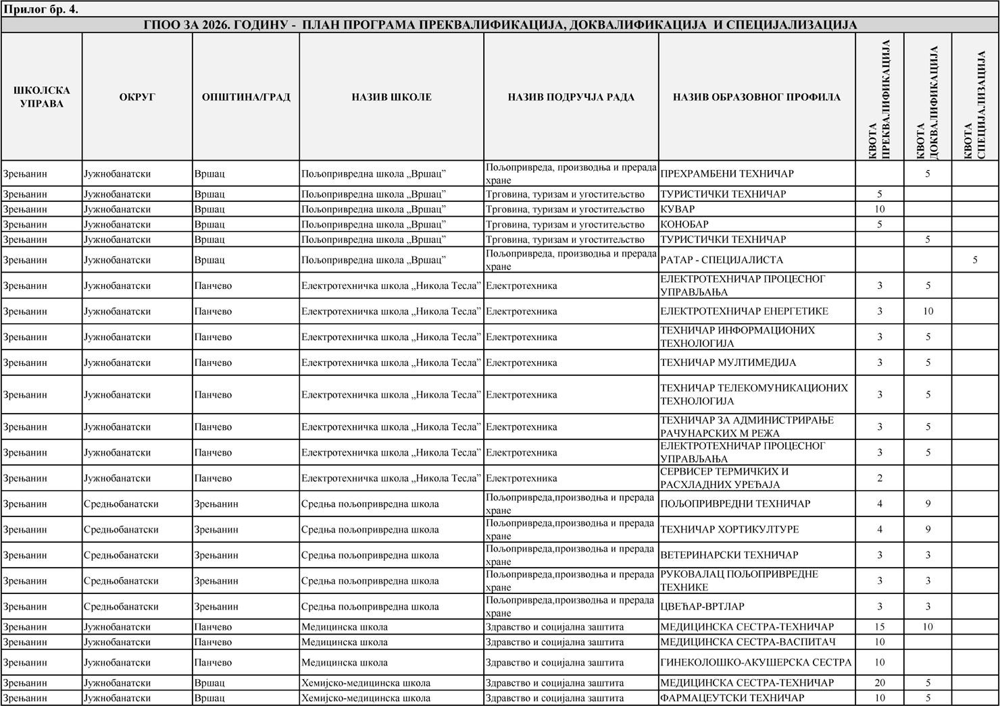 Прилог бр. 4.
ГПОО ЗА 2026. ГОДИНУ - ПЛАН ПРОГРАМА ПРЕКВАЛИФИКАЦИЈА, ДОКВАЛИФИКАЦИЈА И СПЕЦИЈАЛИЗАЦИЈА
ШКОЛСКА УПРАВА ОКРУГ ОПШТИНА/ГРАД НАЗИВ ШКОЛЕ НАЗИВ ПОДРУЧЈА РАДА НАЗИВ ОБРАЗОВНОГ ПРОФИЛА КВОТА ПРЕКВАЛИФИКАЦИЈА КВОТА ДОКВАЛИФИКАЦИЈА КВОТА СПЕЦИЈАЛИЗАЦИЈА
Зрењанин Јужнобанатски Вршац Пољопривредна школа „Вршац” Пољопривреда, производња и прерада хране ПРЕХРАМБЕНИ ТЕХНИЧАР 5
Зрењанин Јужнобанатски Вршац Пољопривредна школа „Вршац” Трговина, туризам и угоститељство ТУРИСТИЧКИ ТЕХНИЧАР 5
Зрењанин Јужнобанатски Вршац Пољопривредна школа „Вршац” Трговина, туризам и угоститељство КУВАР 10
Зрењанин Јужнобанатски Вршац Пољопривредна школа „Вршац” Трговина, туризам и угоститељство КОНОБАР 5
Зрењанин Јужнобанатски Вршац Пољопривредна школа „Вршац” Трговина, туризам и угоститељство ТУРИСТИЧКИ ТЕХНИЧАР 5
Зрењанин Јужнобанатски Вршац Пољопривредна школа „Вршац” Пољопривреда, производња и прерада хране РАТАР - СПЕЦИЈАЛИСТА 5
Зрењанин Јужнобанатски Панчево Електротехничка школа „Никола Тесла” Електротехника ЕЛЕКТРОТЕХНИЧАР ПРОЦЕСНОГ УПРАВЉАЊА 3 5
Зрењанин Јужнобанатски Панчево Електротехничка школа „Никола Тесла” Електротехника ЕЛЕКТРОТЕХНИЧАР ЕНЕРГЕТИКЕ 3 10
Зрењанин Јужнобанатски Панчево Електротехничка школа „Никола Тесла” Електротехника ТЕХНИЧАР ИНФОРМАЦИОНИХ ТЕХНОЛОГИЈА 3 5
Зрењанин Јужнобанатски Панчево Електротехничка школа „Никола Тесла” Електротехника ТЕХНИЧАР МУЛТИМЕДИЈА 3 5
Зрењанин Јужнобанатски Панчево Електротехничка школа „Никола Тесла” Електротехника ТЕХНИЧАР ТЕЛЕКОМУНИКАЦИОНИХ ТЕХНОЛОГИЈА 3 5
Зрењанин Јужнобанатски Панчево Електротехничка школа „Никола Тесла” Електротехника ТЕХНИЧАР ЗА АДМИНИСТРИРАЊЕ РАЧУНАРСКИХ М РЕЖА 3 5
Зрењанин Јужнобанатски Панчево Електротехничка школа „Никола Тесла” Електротехника ЕЛЕКТРОТЕХНИЧАР ПРОЦЕСНОГ УПРАВЉАЊА 3 5
Зрењанин Јужнобанатски Панчево Електротехничка школа „Никола Тесла” Електротехника СЕРВИСЕР ТЕРМИЧКИХ И РАСХЛАДНИХ УРЕЂАЈА 2
Зрењанин Средњобанатски Зрењанин Средња пољопривредна школа Пољопривреда,производња и прерада хране ПОЉОПРИВРЕДНИ ТЕХНИЧАР 4 9
Зрењанин Средњобанатски Зрењанин Средња пољопривредна школа Пољопривреда,производња и прерада хране ТЕХНИЧАР ХОРТИКУЛТУРЕ 4 9
Зрењанин Средњобанатски Зрењанин Средња пољопривредна школа Пољопривреда,производња и прерада хране ВЕТЕРИНАРСКИ ТЕХНИЧАР 3 3
Зрењанин Средњобанатски Зрењанин Средња пољопривредна школа Пољопривреда,производња и прерада хране РУКОВАЛАЦ ПОЉОПРИВРЕДНЕ ТЕХНИКЕ 3 3
Зрењанин Средњобанатски Зрењанин Средња пољопривредна школа Пољопривреда,производња и прерада хране ЦВЕЋАР-ВРТЛАР 3 3
Зрењанин Јужнобанатски Панчево Медицинска школа Здравство и социјална заштита МЕДИЦИНСКА СЕСТРА-ТЕХНИЧАР 15 10
Зрењанин Јужнобанатски Панчево Медицинска школа Здравство и социјална заштита МЕДИЦИНСКА СЕСТРА-ВАСПИТАЧ 10
Зрењанин Јужнобанатски Панчево Медицинска школа Здравство и социјална заштита ГИНЕКОЛОШКО-АКУШЕРСКА СЕСТРА 10
Зрењанин Јужнобанатски Вршац Хемијско-медицинска школа Здравство и социјална заштита МЕДИЦИНСКА СЕСТРА-ТЕХНИЧАР 20 5
Зрењанин Јужнобанатски Вршац Хемијско-медицинска школа Здравство и социјална заштита ФАРМАЦЕУТСКИ ТЕХНИЧАР 10 5